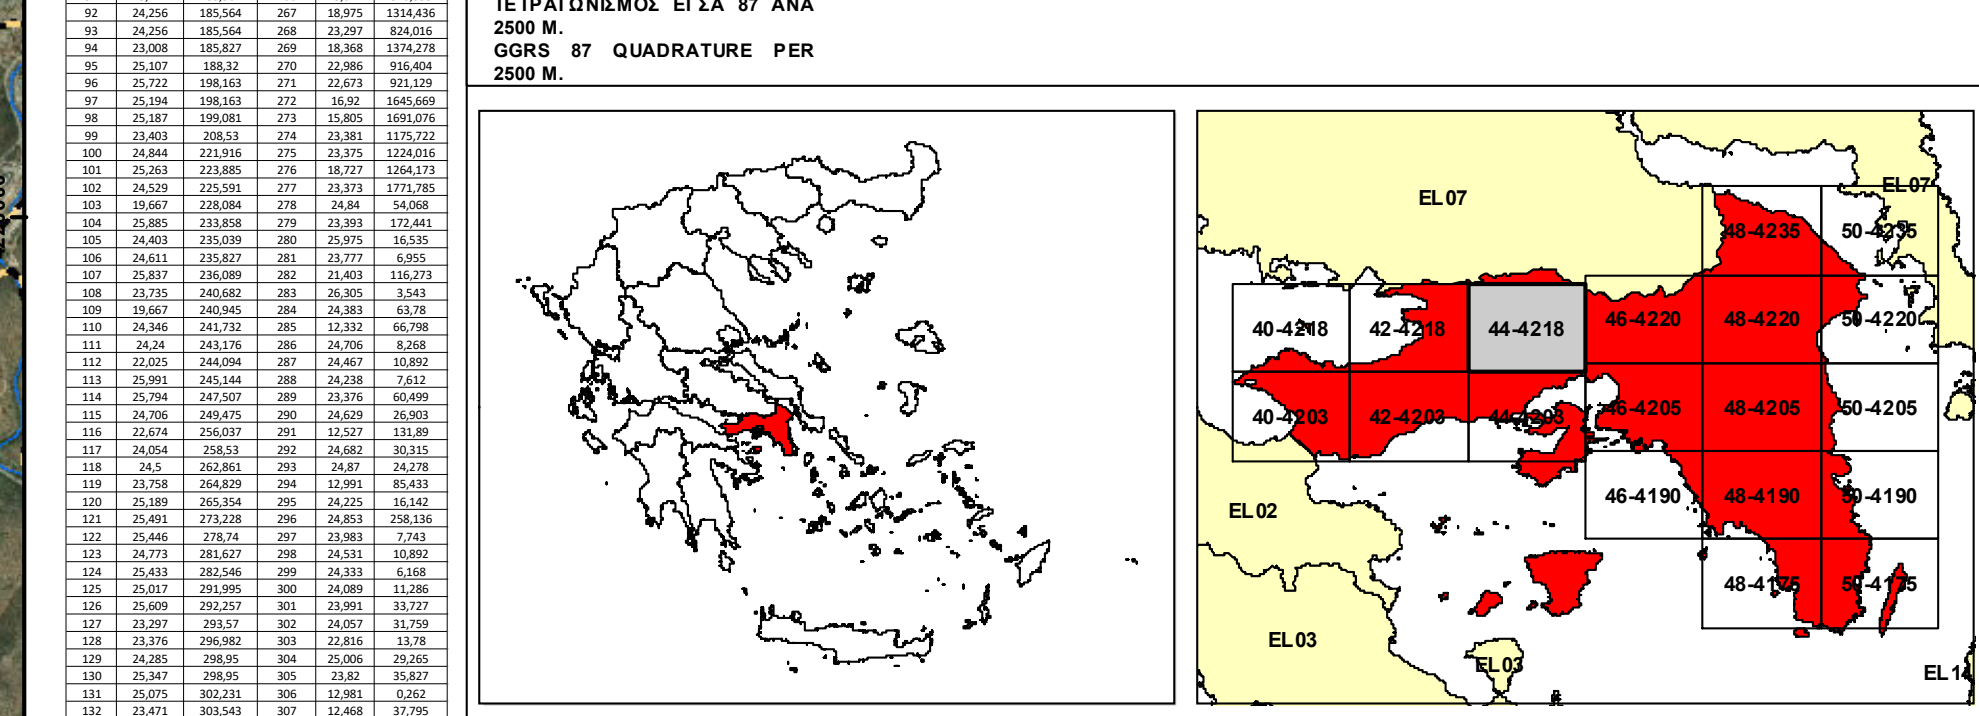 92 24,256 185,564 267 18,975 1314,436
93 24,256 185,564 268 23,297 824,016
94 23,008 185,827 269 18,368 1374,278
95 25,107 188,32 270 22,986 916,404
96 25,722 198,163 271 22,673 921,129
97 25,194 198,163 272 16,92 1645,669
98 25,187 199,081 273 15,805 1691,076
99 23,403 208,53 274 23,381 1175,722
100 24,844 221,916 275 23,375 1224,016
101 25,263 223,885 276 18,727 1264,173
102 24,529 225,591 277 23,373 1771,785
103 19,667 228,084 278 24,84 54,068
104 25,885 233,858 279 23,393 172,441
105 24,403 235,039 280 25,975 16,535
106 24,611 235,827 281 23,777 6,955
107 25,837 236,089 282 21,403 116,273
108 23,735 240,682 283 26,305 3,543
109 19,667 240,945 284 24,383 63,78
110 24,346 241,732 285 12,332 66,798
111 24,24 243,176 286 24,706 8,268
112 22,025 244,094 287 24,467 10,892
113 25,991 245,144 288 24,238 7,612
114 25,794 247,507 289 23,376 60,499
115 24,706 249,475 290 24,629 26,903
116 22,674 256,037 291 12,527 131,89
117 24,054 258,53 292 24,682 30,315
118 24,5 262,861 293 24,87 24,278
119 23,758 264,829 294 12,991 85,433
120 25,189 265,354 295 24,225 16,142
121 25,491 273,228 296 24,853 258,136
122 25,446 278,74 297 23,983 7,743
123 24,773 281,627 298 24,531 10,892
124 25,433 282,546 299 24,333 6,168
125 25,017 291,995 300 24,089 11,286
126 25,609 292,257 301 23,991 33,727
127 23,297 293,57 302 24,057 31,759
128 23,376 296,982 303 22,816 13,78
129 24,285 298,95 304 25,006 29,265
130 25,347 298,95 305 23,82 35,827
131 25,075 302,231 306 12,981 0,262
132 23,471 303,543 307 12,468 37,795
ΤΕΤΡΑΓΩΝΙΣΜΟΣ ΕΓΣΑ 87 ΑΝΑ
2500 Μ.
GGRS 87 QUADRATURE PER
2500 M.
EL07
EL07
48-4235 50-4235
40-4218 42-4218 44-4218 46-4220 48-4220 50-4220
40-4203 42-4203 44-4203 46-4205 48-4205 50-4205
46-4190 48-4190 50-4190
EL02
48-4175 50-4175
EL03
EL03